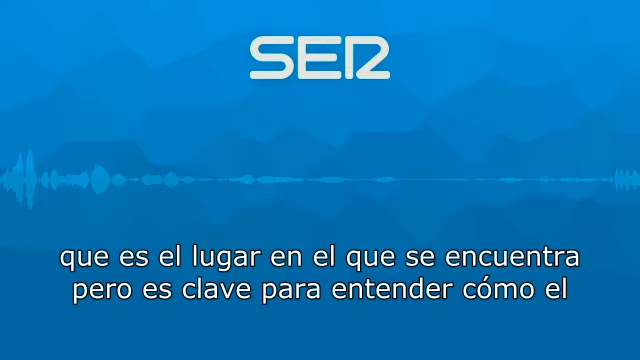 SER
que es el lugar en el que se encuentra
pero es clave para entender cómo el